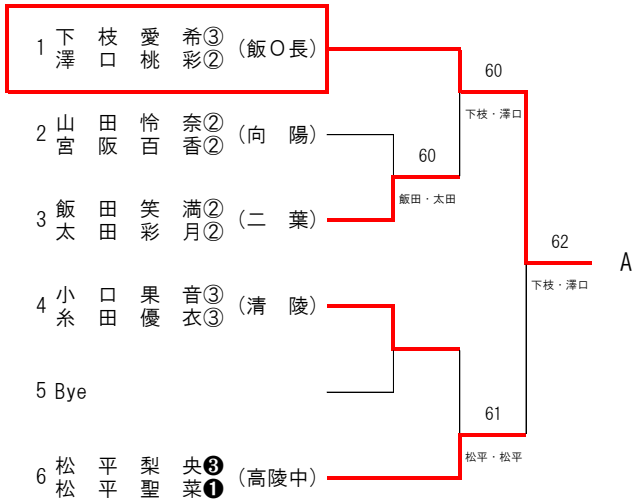 1 下枝愛希③ (飯O長)
澤口桃彩②
60
下枝・澤口
2 山田怜奈② (向陽)
宮阪百香②
60
飯田・太田
3 飯田笑満② (二葉)
太田彩月②
62
下枝・澤口
A
4 小口果音③ (清陵)
糸田優衣③
5 Bye
61
松平・松平
6 松平梨央❸ (高陵中)
松平聖菜❶